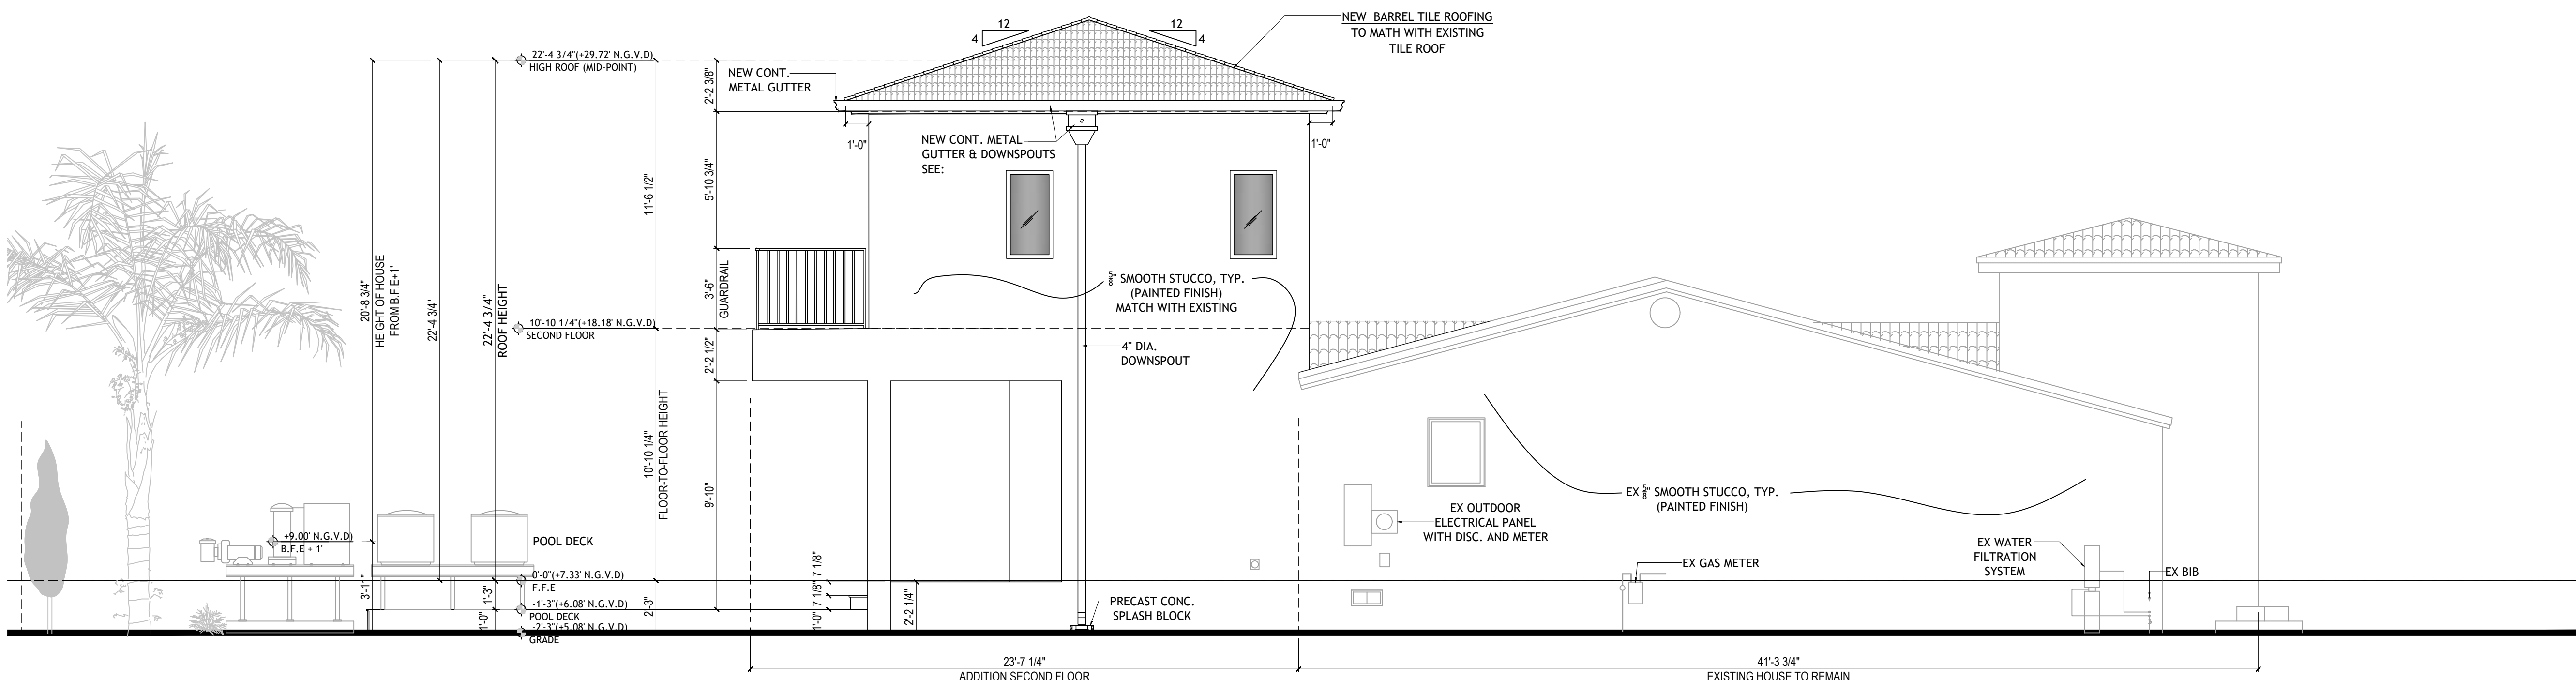 12
4
12
4
NEW BARREL TILE ROOFING
TO MATH WITH EXISTING
TILE ROOF
22'-4 3/4"(+29.72' N.G.V.D)
HIGH ROOF (MID-POINT)
NEW CONT.
METAL GUTTER
2'-2 3/8"
NEW CONT. METAL
GUTTER & DOWNSPOUTS
SEE:
1'-0"
1'-0"
S
5'-10 3/4"
11'-6 1/2"
3'-6"
GUARDRAIL
20'-8 3/4"
HEIGHT OF HOUSE
FROM B.F.E+1'
22'-4 3/4"
22'-4 3/4"
ROOF HEIGHT
10'-10 1/4"(+18.18' N.G.V.D)
SECOND FLOOR
5/8" SMOOTH STUCCO, TYP.
(PAINTED FINISH)
MATCH WITH EXISTING
4" DIA.
DOWNSPOUT
2'-2 1/2"
10'-10 1/4"
FLOOR-TO-FLOOR HEIGHT
9'-10"
EX 5/8" SMOOTH STUCCO, TYP.
(PAINTED FINISH)
EX OUTDOOR
ELECTRICAL PANEL
WITH DISC. AND METER
+9.00' N.G.V.D)
B.F.E + 1'
POOL DECK
EX GAS METER
EX WATER
FILTRATION
SYSTEM
EX BIB
0'-0"(+7.33' N.G.V.D)
F.F.E
3'-11"
1'-3"
-1'-3"(+6.08' N.G.V.D)
POOL DECK
1'-0"
-2'-3"(+5.08' N.G.V.D)
GRADE
2'-3"
7 1/8"
7 1/8"
1'-0"
2'-2 1/4"
PRECAST CONC.
SPLASH BLOCK
23'-7 1/4"
ADDITION SECOND FLOOR
41'-3 3/4"
EXISTING HOUSE TO REMAIN